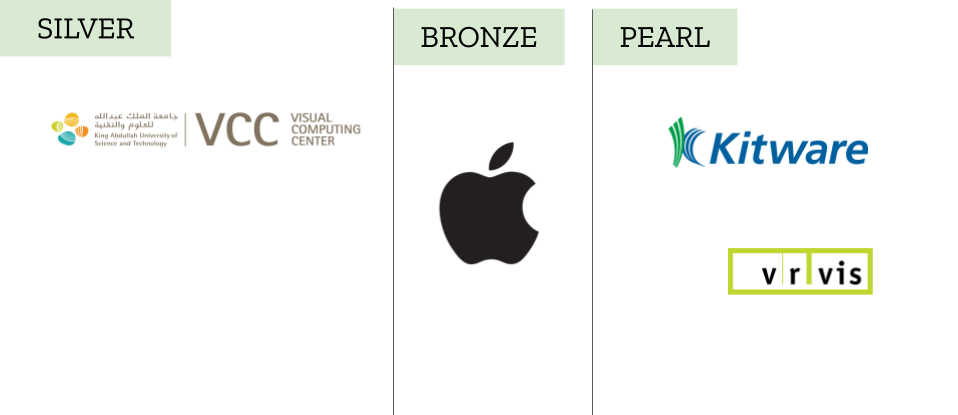 SILVER
BRONZE
PEARL
جامعة الملك عبدالله
للعلوم والتقنية
King Abdullah University of
Science and Technology
VCC
VISUAL
COMPUTING
CENTER
Kitware
vrvis